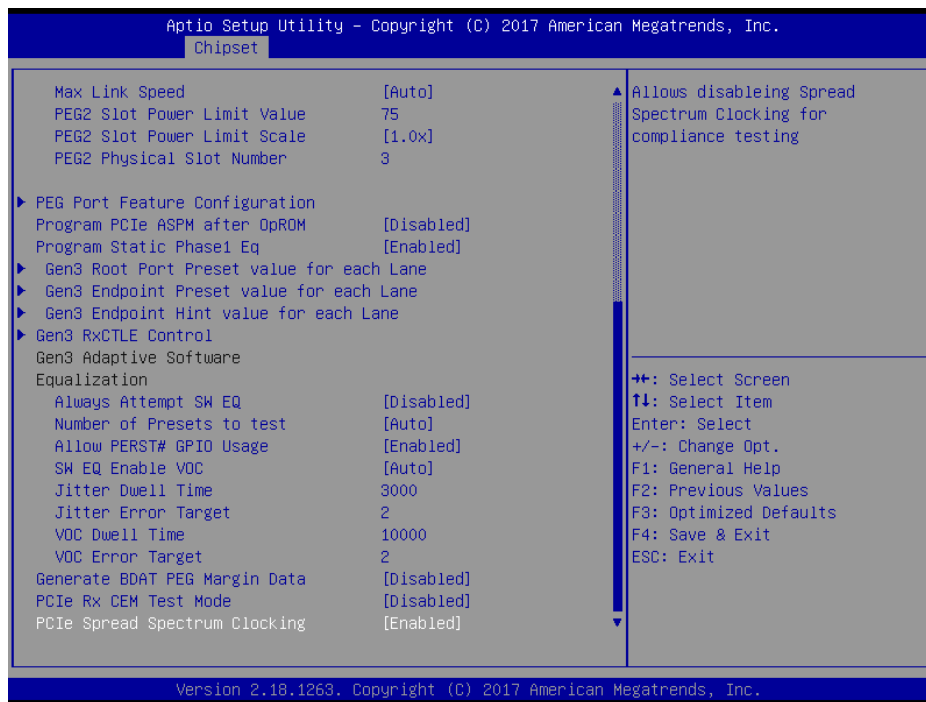 Aptio Setup Utility – Copyright (C) 2017 American Megatrends, Inc.
Chipset
Max Link Speed [Auto]
PEG2 Slot Power Limit Value 75
PEG2 Slot Power Limit Scale [1.0x]
PEG2 Physical Slot Number 3
PEG Port Feature Configuration
Program PCIe ASPM after OpROM [Disabled]
Program Static Phase1 Eq [Enabled]
Gen3 Root Port Preset value for each Lane
Gen3 Endpoint Preset value for each Lane
Gen3 Endpoint Hint value for each Lane
Gen3 RxCTLE Control
Gen3 Adaptive Software
Equalization
Always Attempt SW EQ [Disabled]
Number of Presets to test [Auto]
Allow PERST# GPIO Usage [Enabled]
SW EQ Enable VOC [Auto]
Jitter Dwell Time 3000
Jitter Error Target 2
VOC Dwell Time 10000
VOC Error Target 2
Generate BDAT PEG Margin Data [Disabled]
PCIe Rx CEM Test Mode [Disabled]
PCIe Spread Spectrum Clocking [Enabled]
Allows disableing Spread
Spectrum Clocking for
compliance testing
→←: Select Screen
↑↓: Select Item
Enter: Select
+/-: Change Opt.
F1: General Help
F2: Previous Values
F3: Optimized Defaults
F4: Save & Exit
ESC: Exit
Version 2.18.1263. Copyright (C) 2017 American Megatrends, Inc.